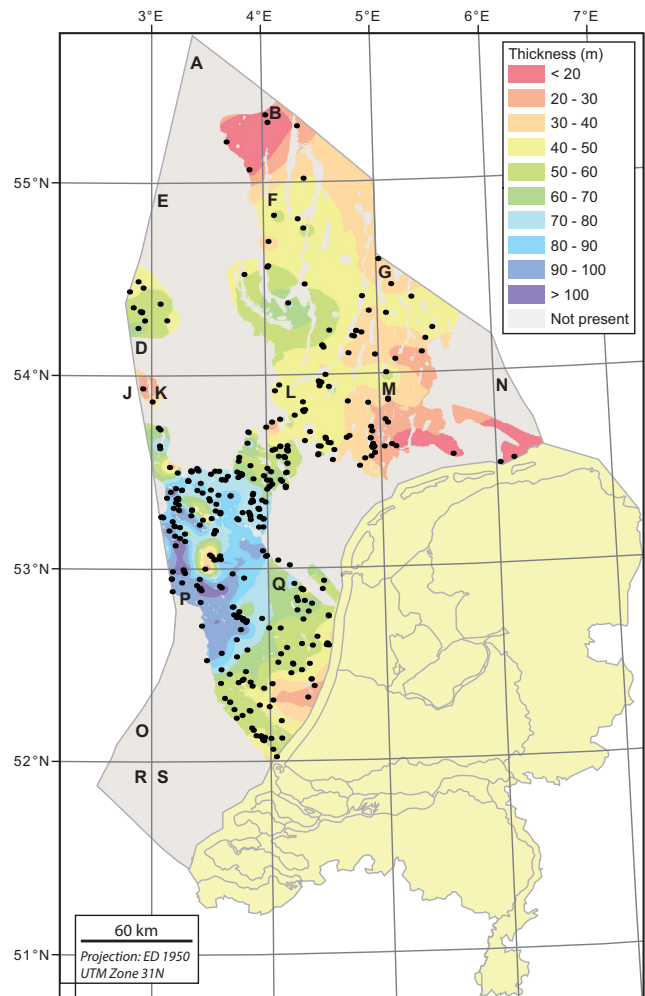 3°E 4°E 5°E 6°E 7°E
Thickness (m)
< 20
20 - 30
30 - 40
40 - 50
50 - 60
60 - 70
70 - 80
80 - 90
90 - 100
> 100
Not present
A
B
55°N
E
F
G
D
54°N
J K L M N
53°N
P Q
O
52°N
R S
51°N
60 km
Projection: ED 1950
UTM Zone 31N